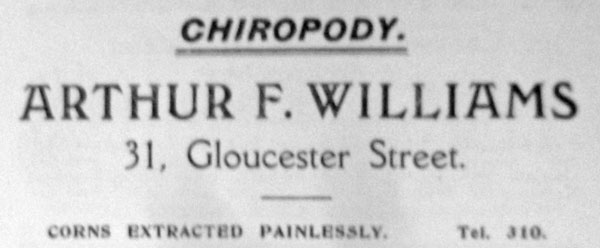 CHIROPODY.
ARTHUR F. WILLIAMS
31, Gloucester Street.
CORNS EXTRACTED PAINLESSLY. Tel. 310.